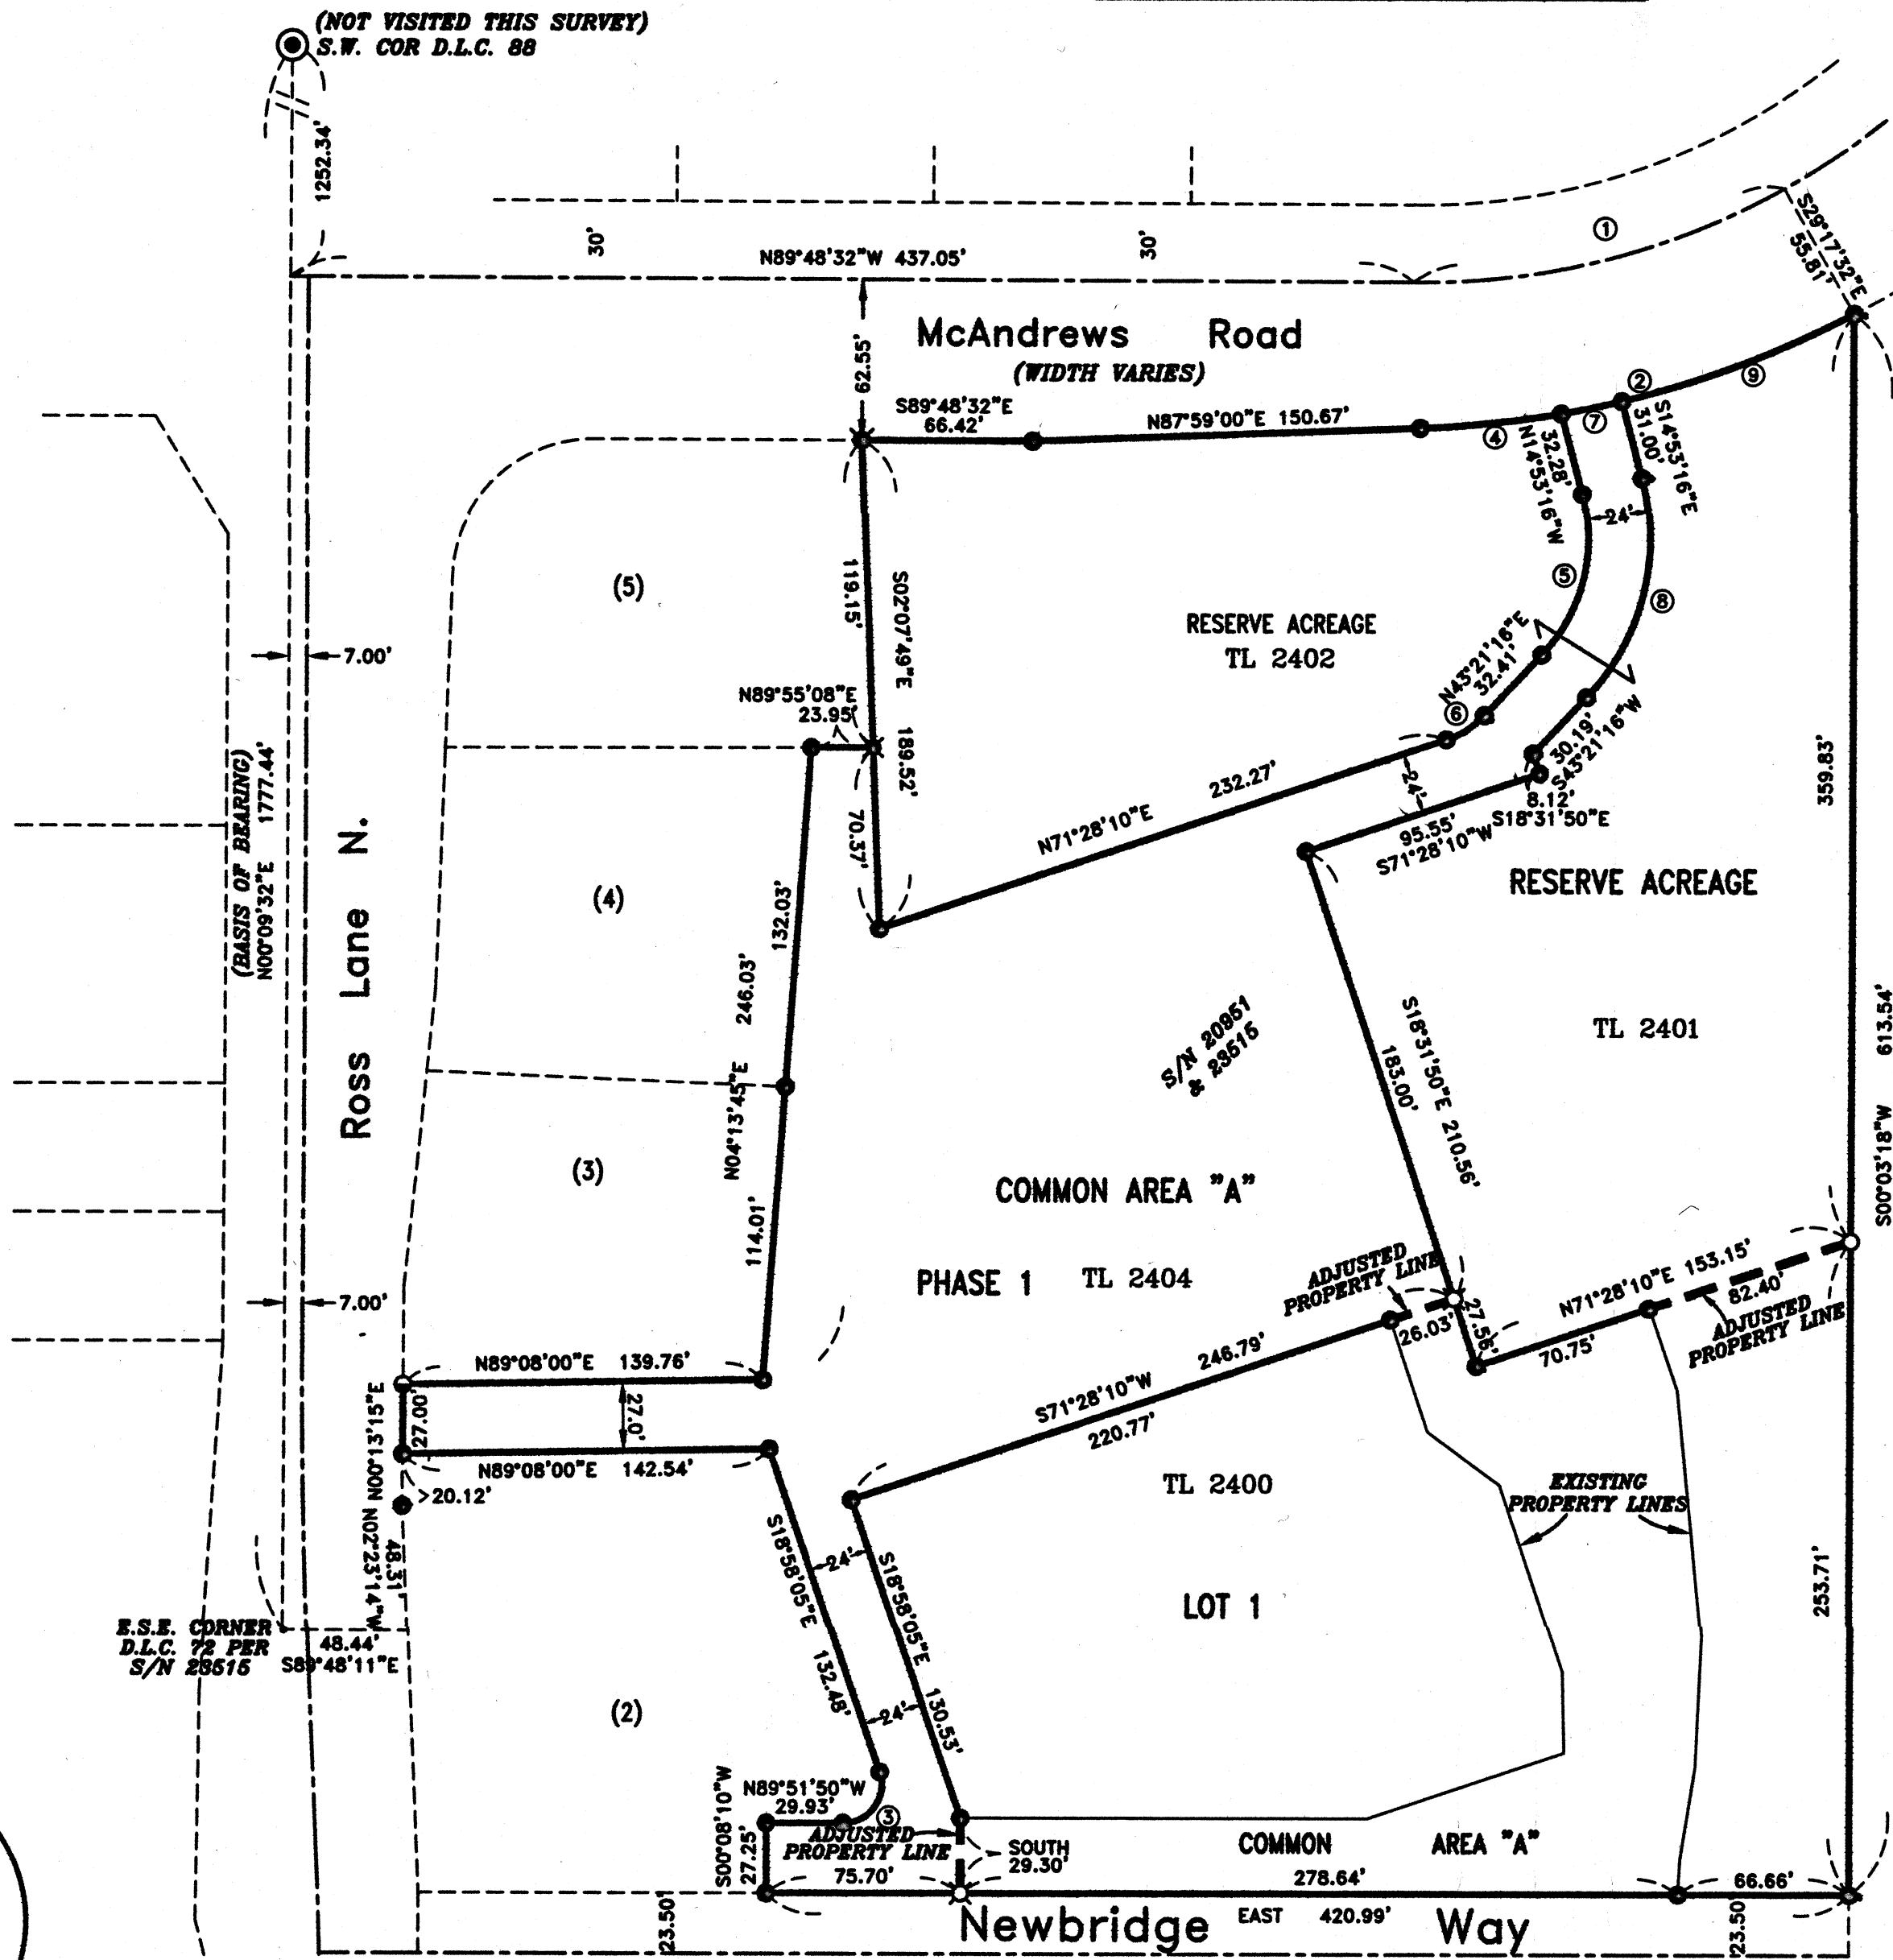 (NOT VISITED THIS SURVEY)
S.W. COR D.L.C. 88
1252.34'
30'
N89°48'32"W 437.05'
30'
①
S29°17'32"E
55.81'
McAndrews Road
(WIDTH VARIES)
62.55'
S89°48'32"E
66.42'
N87°59'00"E 150.67'
④
⑦
②
⑨
32.28'
N14°53'16"W
S14°53'16"E
31.00'
24'
(5)
119.15'
S02°07'49"E 189.52'
RESERVE ACREAGE
TL 2402
⑤
⑧
7.00'
N89°55'08"E
23.95'
N43°21'16"E
32.41'
⑥
30.19'
S43°21'16"W
(BASIS OF BEARING)
N00°09'32"E 1777.44'
Ross Lane N.
70.37'
N71°28'10"E
232.27'
24'
8.12'
S18°31'50"E
95.55'
S71°28'10"W
359.83'
RESERVE ACREAGE
TL 2401
(4)
132.03'
246.03'
N04°13'45"E
S/N 20951
& 23515
S18°31'50"E 210.56'
183.00'
613.54'
S00°03'18"W
(3)
114.01'
COMMON AREA "A"
PHASE 1
TL 2404
7.00'
ADJUSTED
PROPERTY LINE
26.03'
27.56'
N71°28'10"E 153.15'
70.75'
82.40'
ADJUSTED
PROPERTY LINE
N89°08'00"E 139.76'
27.00'
27.0'
N00°13'15"E
S71°28'10"W
246.79'
220.77'
N89°08'00"E 142.54'
20.12'
TL 2400
EXISTING
PROPERTY LINES
N02°23'14"W
48.31'
E.S.E. CORNER
D.L.C. 72 PER
S/N 23515
48.44'
S89°48'11"E
S18°58'05"E 132.48'
24'
S18°58'05"E 130.53'
24'
LOT 1
253.71'
(2)
S00°08'10"W
27.25'
N89°51'50"W
29.93'
③
ADJUSTED
PROPERTY LINE
SOUTH
29.30'
COMMON AREA "A"
75.70'
278.64'
66.66'
23.50'
Newbridge Way
EAST 420.99'
23.50'